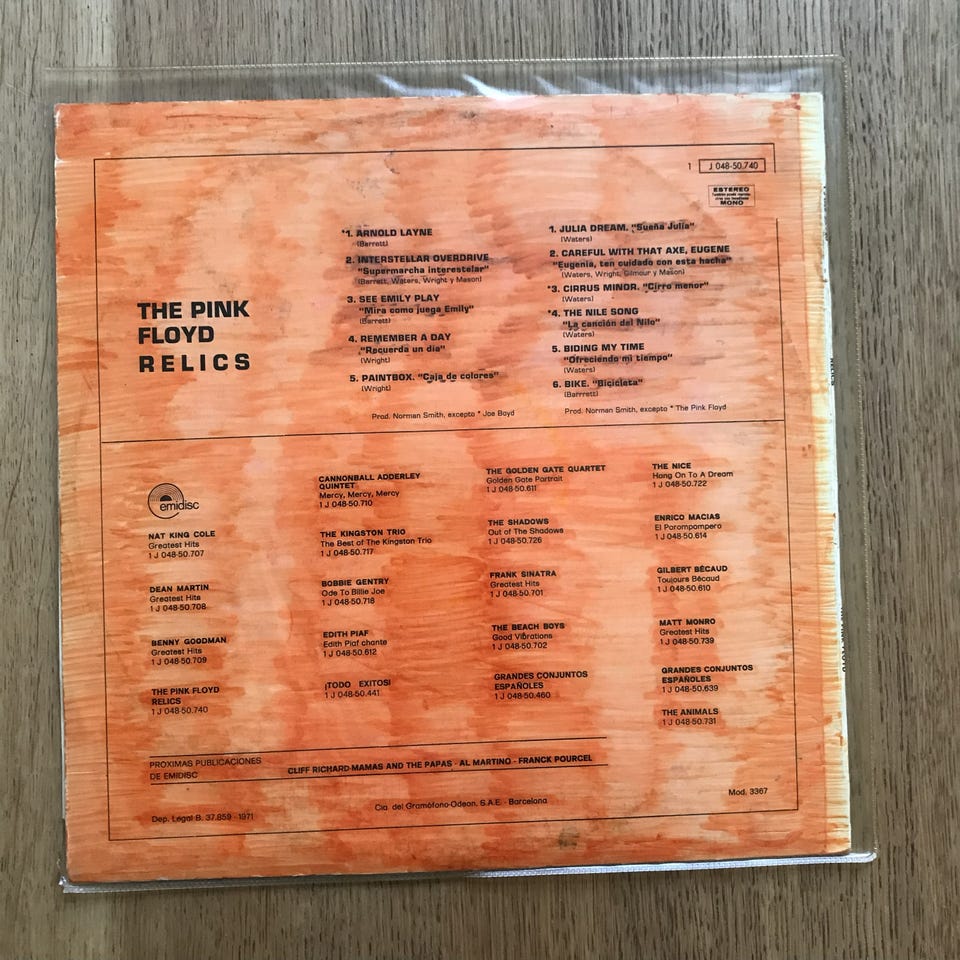 1 J 048-50.740
ESTEREO
MONO
THE PINK
FLOYD
RELICS
*1. ARNOLD LAYNE
(Barrett)
2. INTERSTELLAR OVERDRIVE
"Supermarcha interestelar"
(Barrett, Waters, Wright y Mason)
3. SEE EMILY PLAY
"Mira como juega Emily"
(Barrett)
4. REMEMBER A DAY
"Recuerda un día"
(Wright)
5. PAINTBOX. "Caja de colores"
(Wright)
Prod. Norman Smith, excepto * Joe Boyd
1. JULIA DREAM. "Sueña Julia"
(Waters)
2. CAREFUL WITH THAT AXE, EUGENE
"Eugenia, ten cuidado con esta hacha"
(Waters, Wright, Gilmour y Mason)
*3. CIRRUS MINOR. "Cirro menor"
(Waters)
*4. THE NILE SONG
"La canción del Nilo"
(Waters)
5. BIDING MY TIME
"Ofreciendo mi tiempo"
(Waters)
6. BIKE. "Bicicleta"
(Barrrett)
Prod. Norman Smith, excepto * The Pink Floyd
emidisc
NAT KING COLE
Greatest Hits
1 J 048-50.707
DEAN MARTIN
Greatest Hits
1 J 048-50.708
BENNY GOODMAN
Greatest Hits
1 J 048-50.709
THE PINK FLOYD
RELICS
1 J 048-50.740
CANNONBALL ADDERLEY
QUINTET
Mercy, Mercy, Mercy
1 J 048-50.710
THE KINGSTON TRIO
The Best of The Kingston Trio
1 J 048-50.717
BOBBIE GENTRY
Ode To Billie Joe
1 J 048-50.718
EDITH PIAF
Edith Piaf chante
1 J 048-50.612
¡TODO EXITOS!
1 J 048-50.441
THE GOLDEN GATE QUARTET
Golden Gate Portrait
1 J 048-50.611
THE SHADOWS
Out of The Shadows
1 J 048-50.726
FRANK SINATRA
Greatest Hits
1 J 048-50.701
THE BEACH BOYS
Good Vibrations
1 J 048-50.702
GRANDES CONJUNTOS
ESPAÑOLES
1 J 048-50.460
THE NICE
Hang On To A Dream
1 J 048-50.722
ENRICO MACIAS
El Porompompero
1 J 048-50.614
GILBERT BÉCAUD
Toujours Bécaud
1 J 048-50.610
MATT MONRO
Greatest Hits
1 J 048-50.739
GRANDES CONJUNTOS
ESPAÑOLES
1 J 048-50.639
THE ANIMALS
1 J 048-50.731
PROXIMAS PUBLICACIONES
DE EMIDISC
CLIFF RICHARD-MAMAS AND THE PAPAS - AL MARTINO - FRANCK POURCEL
Dep. Legal B. 37.859 - 1971
Cia. del Gramófono-Odeon, S.A.E. - Barcelona
Mod. 3367